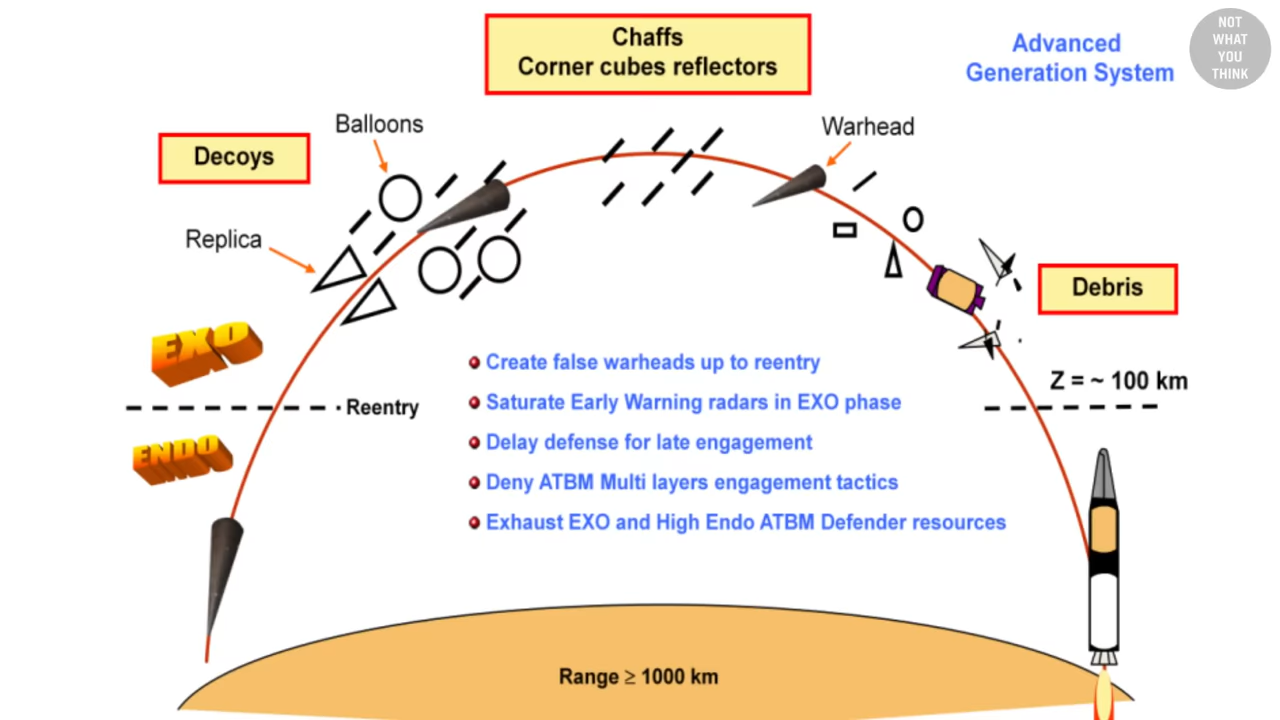 NOT
WHAT
YOU
THINK
Advanced
Generation System
Chaffs
Corner cubes reflectors
Balloons
Warhead
Decoys
Replica
Debris
EXO
Z = ~ 100 km
Reentry
ENDO
Create false warheads up to reentry
Saturate Early Warning radars in EXO phase
Delay defense for late engagement
Deny ATBM Multi layers engagement tactics
Exhaust EXO and High Endo ATBM Defender resources
Range ≥ 1000 km